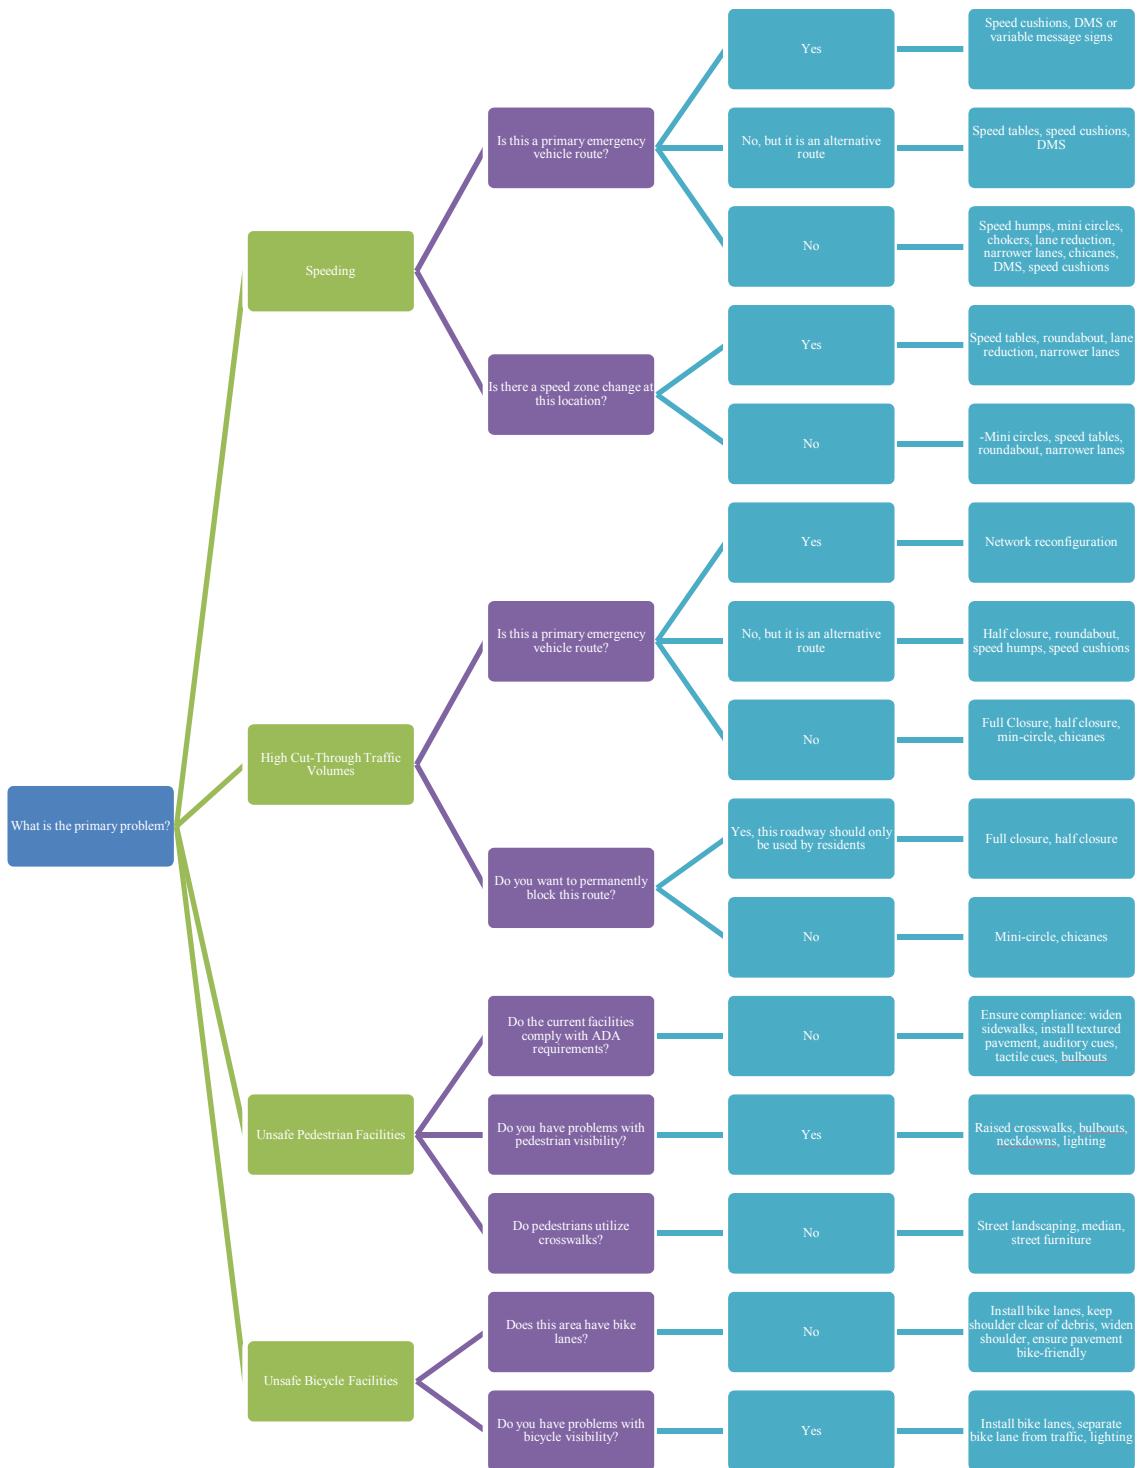 What is the primary problem?
Speeding
Is this a primary emergency
vehicle route?
Yes
Speed cushions, DMS or
variable message signs
No, but it is an alternative
route
Speed tables, speed cushions,
DMS
No
Speed humps, mini circles,
chokers, lane reduction,
narrower lanes, chicanes,
DMS, speed cushions
Is there a speed zone change at
this location?
Yes
Speed tables, roundabout, lane
reduction, narrower lanes
No
-Mini circles, speed tables,
roundabout, narrower lanes
High Cut-Through Traffic
Volumes
Is this a primary emergency
vehicle route?
Yes
Network reconfiguration
No, but it is an alternative
route
Half closure, roundabout,
speed humps, speed cushions
No
Full Closure, half closure,
min-circle, chicanes
Do you want to permanently
block this route?
Yes, this roadway should only
be used by residents
Full closure, half closure
No
Mini-circle, chicanes
Unsafe Pedestrian Facilities
Do the current facilities
comply with ADA
requirements?
No
Ensure compliance: widen
sidewalks, install textured
pavement, auditory cues,
tactile cues, bulbouts
Do you have problems with
pedestrian visibility?
Yes
Raised crosswalks, bulbouts,
neckdowns, lighting
Do pedestrians utilize
crosswalks?
No
Street landscaping, median,
street furniture
Unsafe Bicycle Facilities
Does this area have bike
lanes?
No
Install bike lanes, keep
shoulder clear of debris, widen
shoulder, ensure pavement
bike-friendly
Do you have problems with
bicycle visibility?
Yes
Install bike lanes, separate
bike lane from traffic, lighting